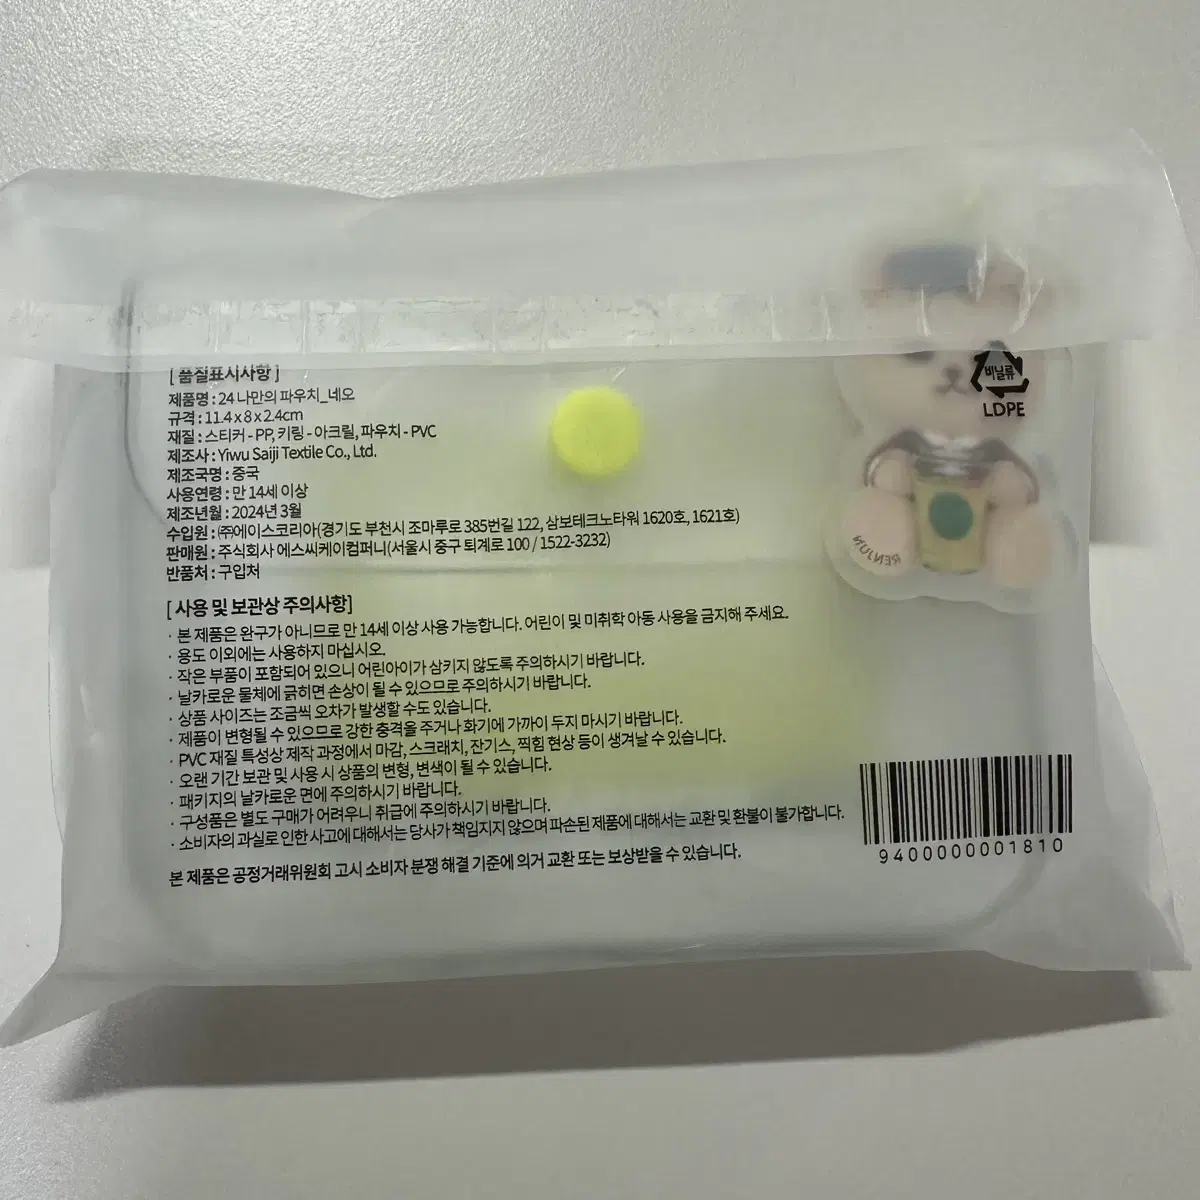 [ 품질표시사항 ]
제품명 : 24 나만의 파우치_네오
규격 : 11.4 x 8 x 2.4cm
재질 : 스티커 - PP, 키링 - 아크릴, 파우치 - PVC
제조사 : Yiwu Saiji Textile Co., Ltd.
제조국명 : 중국
사용연령 : 만 14세 이상
제조년월 : 2024년 3월
수입원 : ㈜에이스코리아(경기도 부천시 조마루로 385번길 122, 삼보테크노타워 1620호, 1621호)
판매원 : 주식회사 에스씨케이컴퍼니(서울시 중구 퇴계로 100 / 1522-3232)
반품처 : 구입처
비닐류
LDPE
RENJUN
[ 사용 및 보관상 주의사항]
· 본 제품은 완구가 아니므로 만 14세 이상 사용 가능합니다. 어린이 및 미취학 아동 사용을 금지해 주세요.
· 용도 이외에는 사용하지 마십시오.
· 작은 부품이 포함되어 있으니 어린아이가 삼키지 않도록 주의하시기 바랍니다.
· 날카로운 물체에 긁히면 손상이 될 수 있으므로 주의하시기 바랍니다.
· 상품 사이즈는 조금씩 오차가 발생할 수도 있습니다.
· 제품이 변형될 수 있으므로 강한 충격을 주거나 화기에 가까이 두지 마시기 바랍니다.
· PVC 재질 특성상 제작 과정에서 마감, 스크래치, 잔기스, 찍힘 현상 등이 생겨날 수 있습니다.
· 오랜 기간 보관 및 사용 시 상품의 변형, 변색이 될 수 있습니다.
· 패키지의 날카로운 면에 주의하시기 바랍니다.
· 구성품은 별도 구매가 어려우니 취급에 주의하시기 바랍니다.
· 소비자의 과실로 인한 사고에 대해서는 당사가 책임지지 않으며 파손된 제품에 대해서는 교환 및 환불이 불가합니다.
본 제품은 공정거래위원회 고시 소비자 분쟁 해결 기준에 의거 교환 또는 보상받을 수 있습니다.
9400000001810